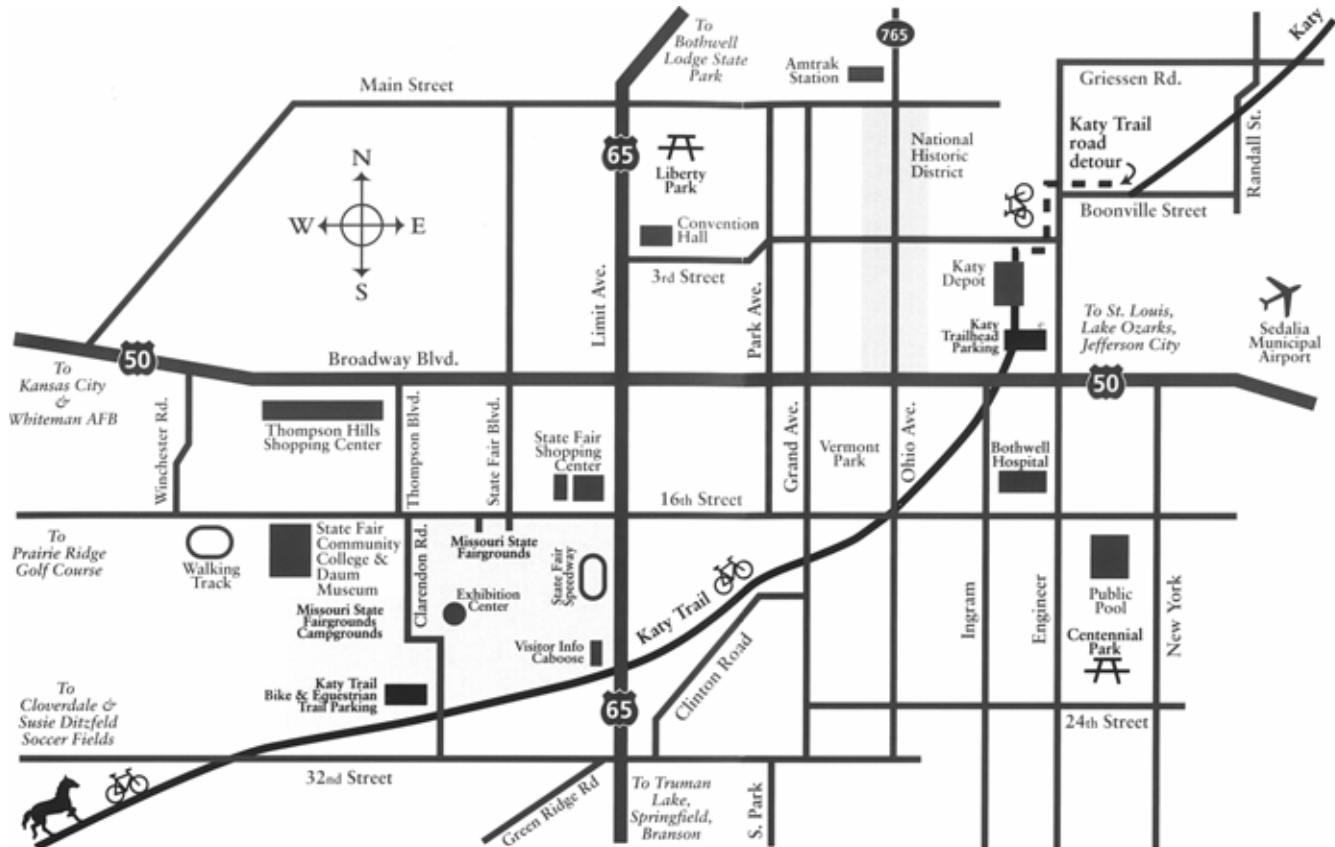 To
Bothwell
Lodge State
Park
765
Katy
Amtrak
Station
Griessen Rd.
Main Street
Katy Trail
road
detour
Randall St.
65
National
Historic
District
Liberty
Park
N
W
E
S
Boonville Street
Convention
Hall
3rd Street
Katy
Depot
Limit Ave.
Park Ave.
To St. Louis,
Lake Ozarks,
Jefferson City
Sedalia
Municipal
Airport
Katy
Trailhead
Parking
50
Broadway Blvd.
50
To
Kansas City
&
Whiteman AFB
Winchester Rd.
Thompson Hills
Shopping Center
Thompson Blvd.
State Fair Blvd.
State Fair
Shopping
Center
Grand Ave.
Vermont
Park
Ohio Ave.
Bothwell
Hospital
16th Street
To
Prairie Ridge
Golf Course
Walking
Track
State Fair
Community
College &
Daum
Museum
Clarendon Rd.
Missouri State
Fairgrounds
State Fair
Speedway
Exhibition
Center
Missouri State
Fairgrounds
Campgrounds
Visitor Info
Caboose
Katy Trail
Clinton Road
Ingram
Engineer
Public
Pool
Centennial
Park
New York
To
Cloverdale &
Susie Ditzfeld
Soccer Fields
Katy Trail
Bike & Equestrian
Trail Parking
65
24th Street
32nd Street
Green Ridge Rd
To Truman
Lake,
Springfield,
Branson
S. Park